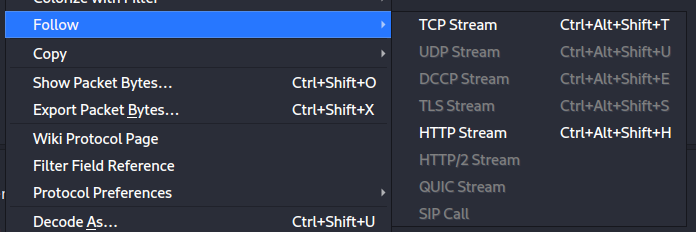 Colorize with Filter
Follow
Copy
Show Packet Bytes... Ctrl+Shift+O
Export Packet Bytes... Ctrl+Shift+X
Wiki Protocol Page
Filter Field Reference
Protocol Preferences
Decode As... Ctrl+Shift+U
TCP Stream Ctrl+Alt+Shift+T
UDP Stream Ctrl+Alt+Shift+U
DCCP Stream Ctrl+Alt+Shift+E
TLS Stream Ctrl+Alt+Shift+S
HTTP Stream Ctrl+Alt+Shift+H
HTTP/2 Stream
QUIC Stream
SIP Call